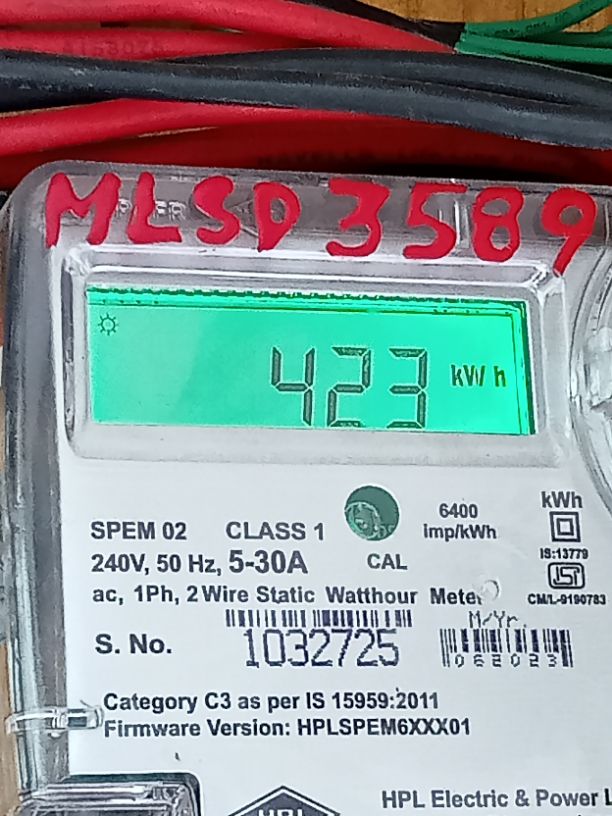 MLSD 3589
423 kWh
SPEM 02 CLASS 1
6400
imp/kWh
kWh
240V, 50 Hz, 5-30A
CAL
IS:13779
ac, 1Ph, 2 Wire Static Watthour Meter
CM/L-9190783
M/Yr.
S. No. 1032725
Category C3 as per IS 15959:2011
Firmware Version: HPLSPEM6XXX01
HPL
HPL Electric & Power